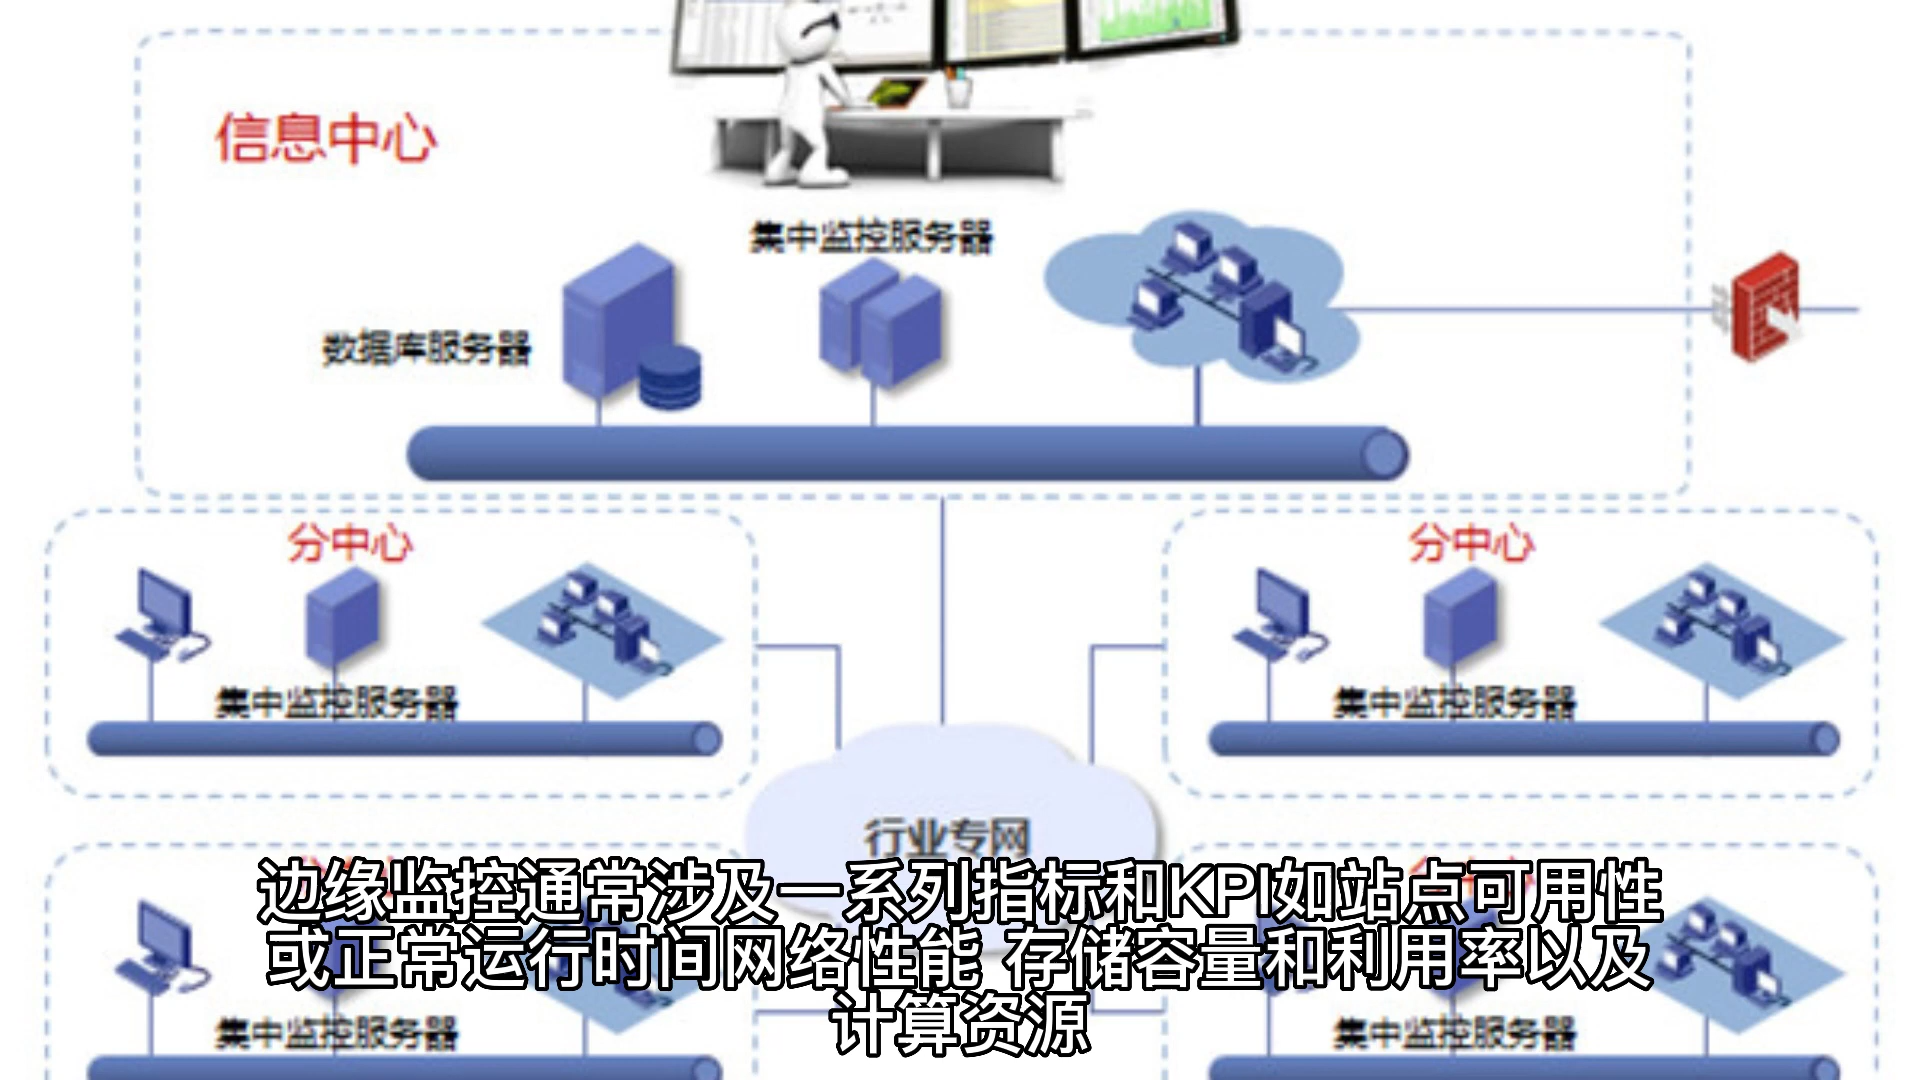 信息中心
集中监控服务器
数据库服务器
分中心
分中心
集中监控服务器
集中监控服务器
行业专网
边缘监控通常涉及一系列指标和KPI如站点可用性
或正常运行时间网络性能 存储容量和利用率以及
计算资源
集中监控服务器
集中监控服务器